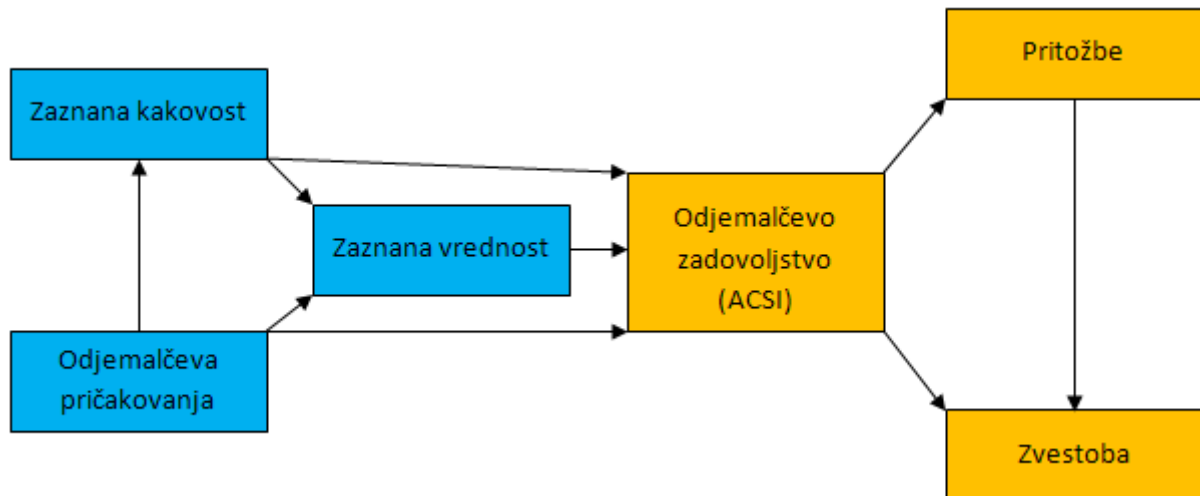 Pritožbe
Zaznana kakovost
Zaznana vrednost
Odjemalčevo
zadovoljstvo
(ACSI)
Odjemalčeva
pričakovanja
Zvestoba